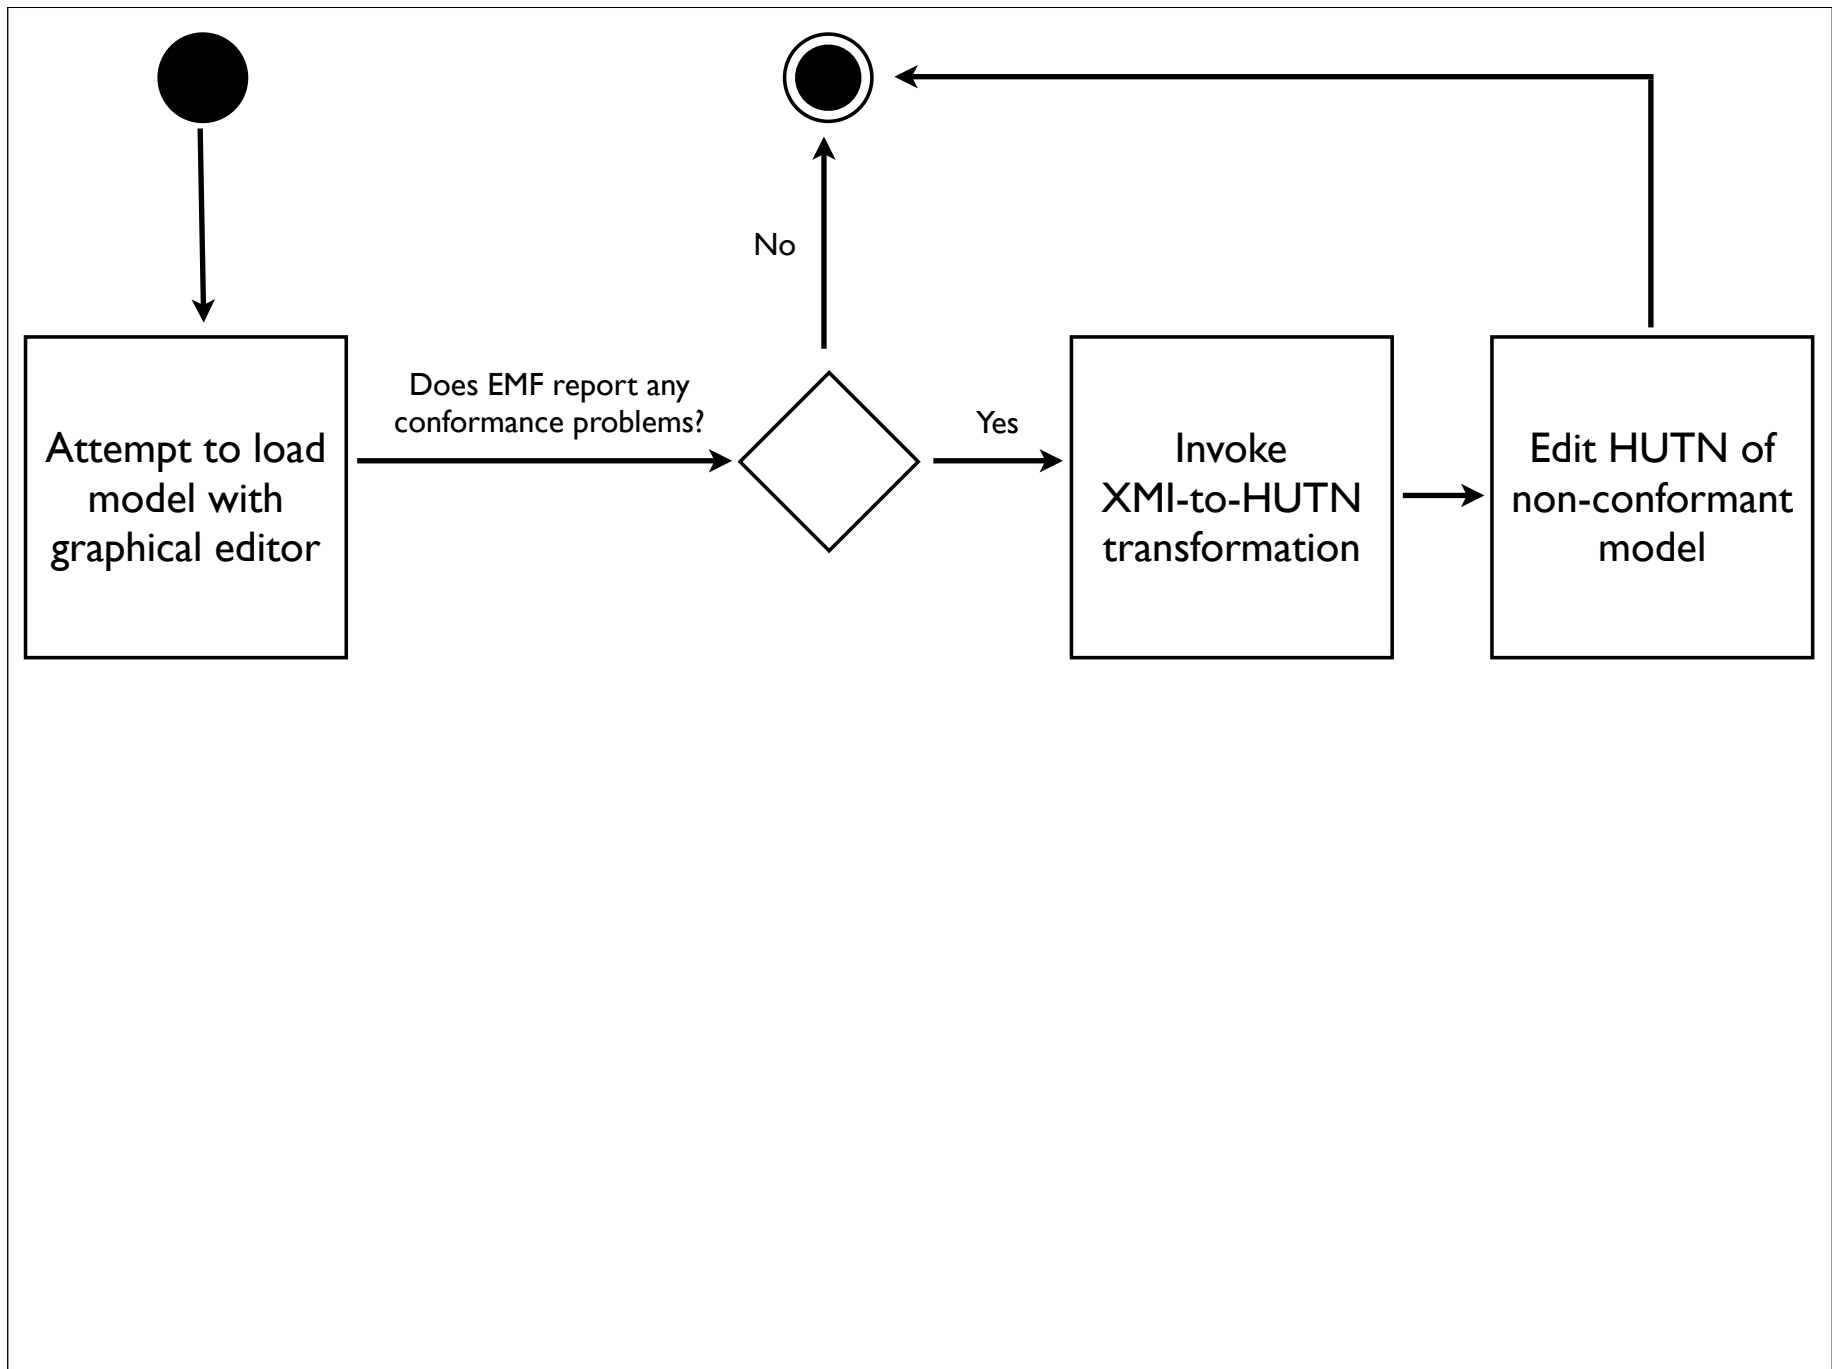 No
Does EMF report any
conformance problems?
Yes
Attempt to load
model with
graphical editor
Invoke
XMI-to-HUTN
transformation
Edit HUTN of
non-conformant
model